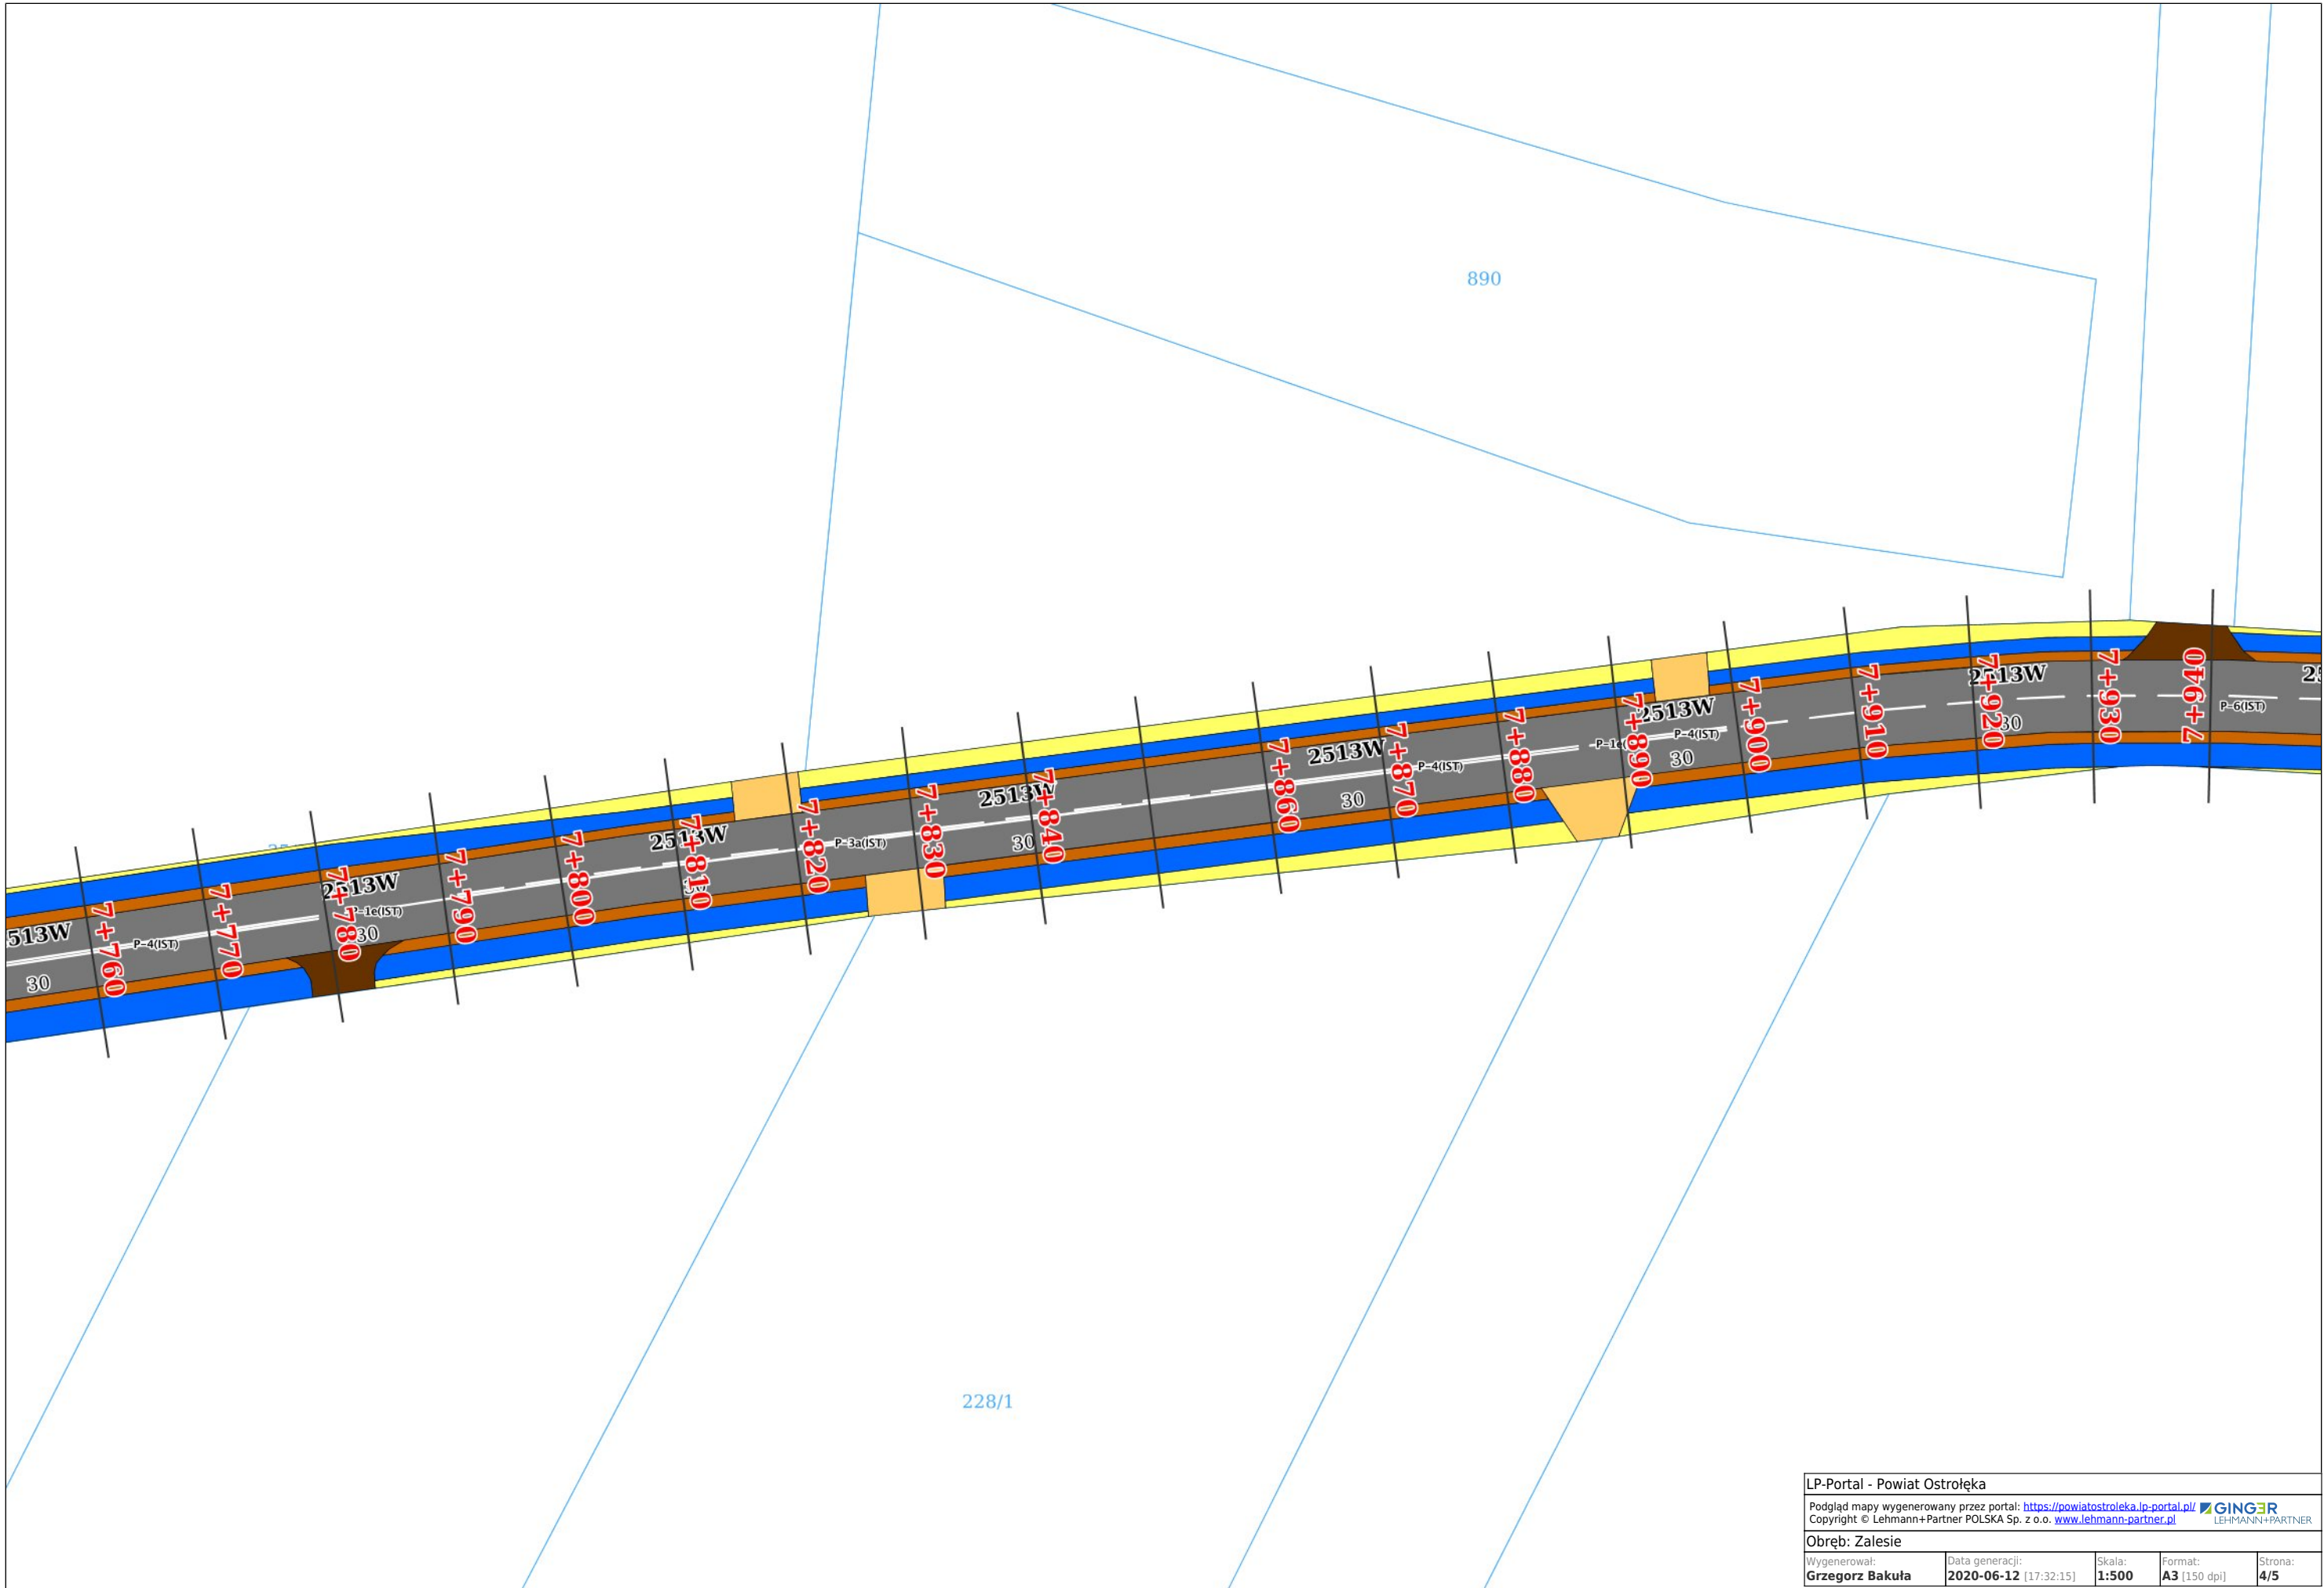 890
2513W
7+920
30
7+930
7+940
P-6(IST)
7+910
7+900
2513W
P-4(IST)
30
7+890
7+880
2513W
P-4(IST)
7+870
30
7+860
2513W
7+840
30
7+830
P-3a(IST)
7+820
2513W
7+810
7+800
7+790
2513W
P-1e(IST)
7+780
30
7+770
P-4(IST)
7+760
513W
30
228/1
LP-Portal - Powiat Ostrołęka
Podgląd mapy wygenerowany przez portal: https://powiatostroleka.lp-portal.pl/
Copyright © Lehmann+Partner POLSKA Sp. z o.o. www.lehmann-partner.pl
GINGER
LEHMANN+PARTNER
Obręb: Zalesie
Wygenerował: Data generacji: Skala: Format: Strona:
Grzegorz Bakuła 2020-06-12 [17:32:15] 1:500 A3 [150 dpi] 4/5